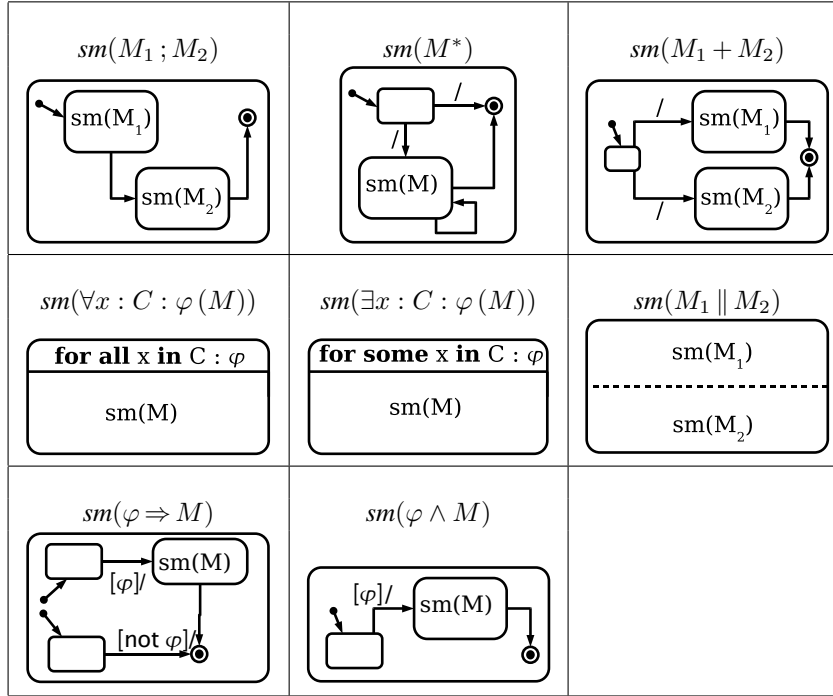 sm(M₁ ; M₂)
sm(M₁)
sm(M₂)
sm(M*)
/
/
sm(M)
sm(M₁ + M₂)
/
sm(M₁)
/
sm(M₂)
sm(∀x : C : φ (M))
for all x in C : φ
sm(M)
sm(∃x : C : φ (M))
for some x in C : φ
sm(M)
sm(M₁ ∥ M₂)
sm(M₁)
sm(M₂)
sm(φ ⇒ M)
sm(M)
[φ]/
[not φ]/
sm(φ ∧ M)
[φ]/
sm(M)